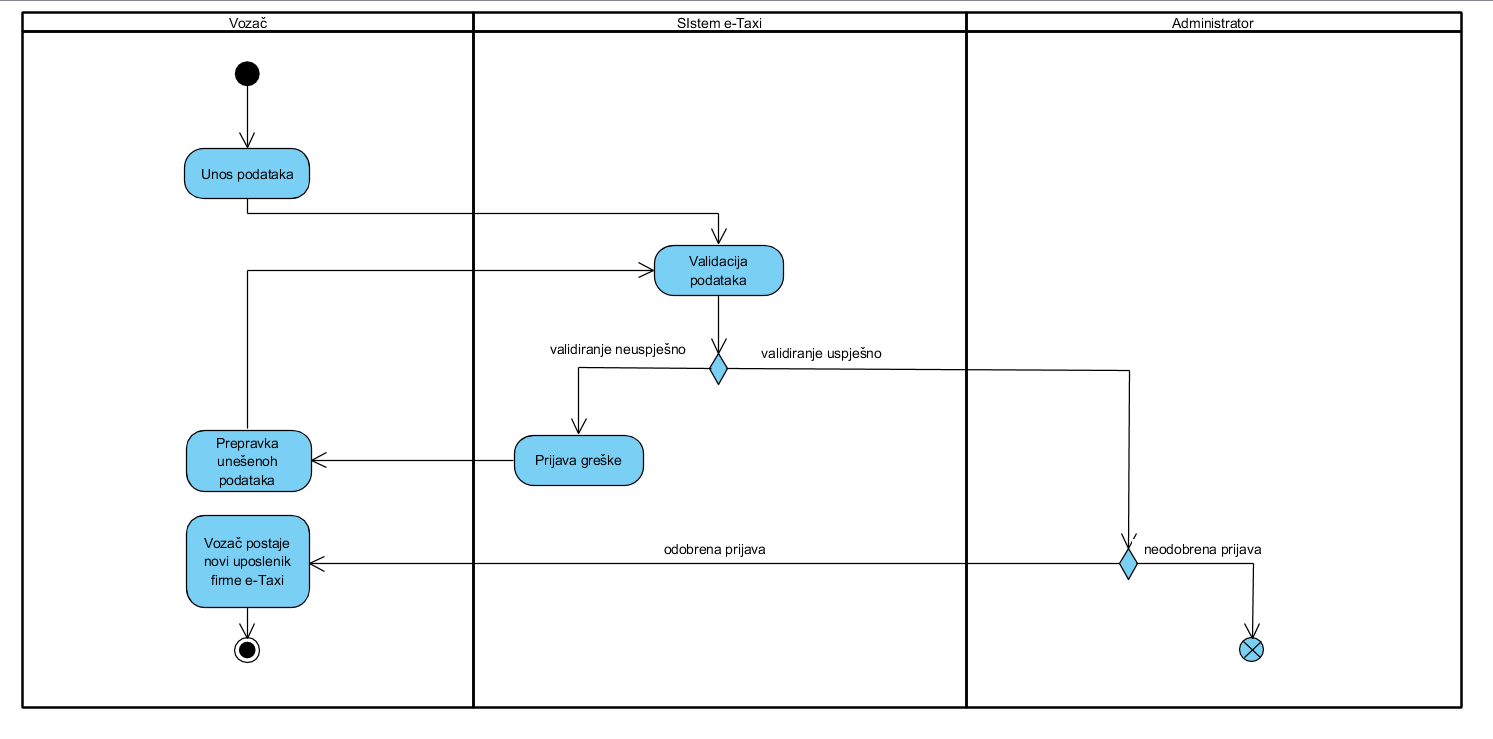 Vozač
SIstem e-Taxi
Administrator
Unos podataka
Validacija
podataka
validiranje neuspješno
validiranje uspješno
Prepravka
unešenoh
podataka
Prijava greške
Vozač postaje
novi uposlenik
firme e-Taxi
odobrena prijava
neodobrena prijava